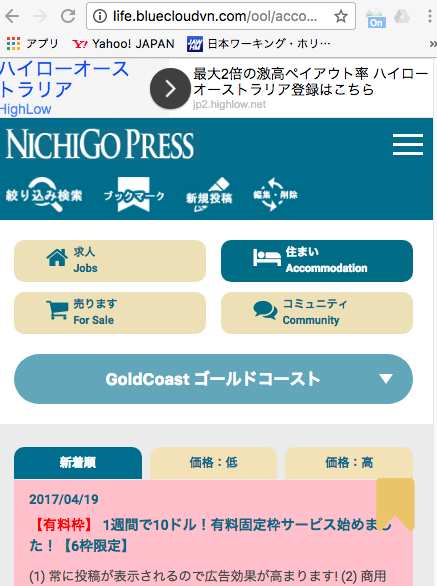 life.bluecloudvn.com/ool/acco...
On
アプリ Yahoo! JAPAN JAW HM 日本ワーキング・ホリ…
ハイローオーストラリア
HighLow
最大2倍の激高ペイアウト率 ハイローオーストラリア登録はこちら
jp2.highlow.net
NICHIGO PRESS
絞り込み検索 ブックマーク 新規投稿 編集・削除
求人
Jobs
住まい
Accommodation
売ります
For Sale
コミュニティ
Community
GoldCoast ゴールドコースト
新着順 価格：低 価格：高
2017/04/19
【有料枠】 1週間で10ドル！有料固定枠サービス始めまし
た！【6枠限定】
(1) 常に投稿が表示されるので広告効果が高まります! (2) 商用